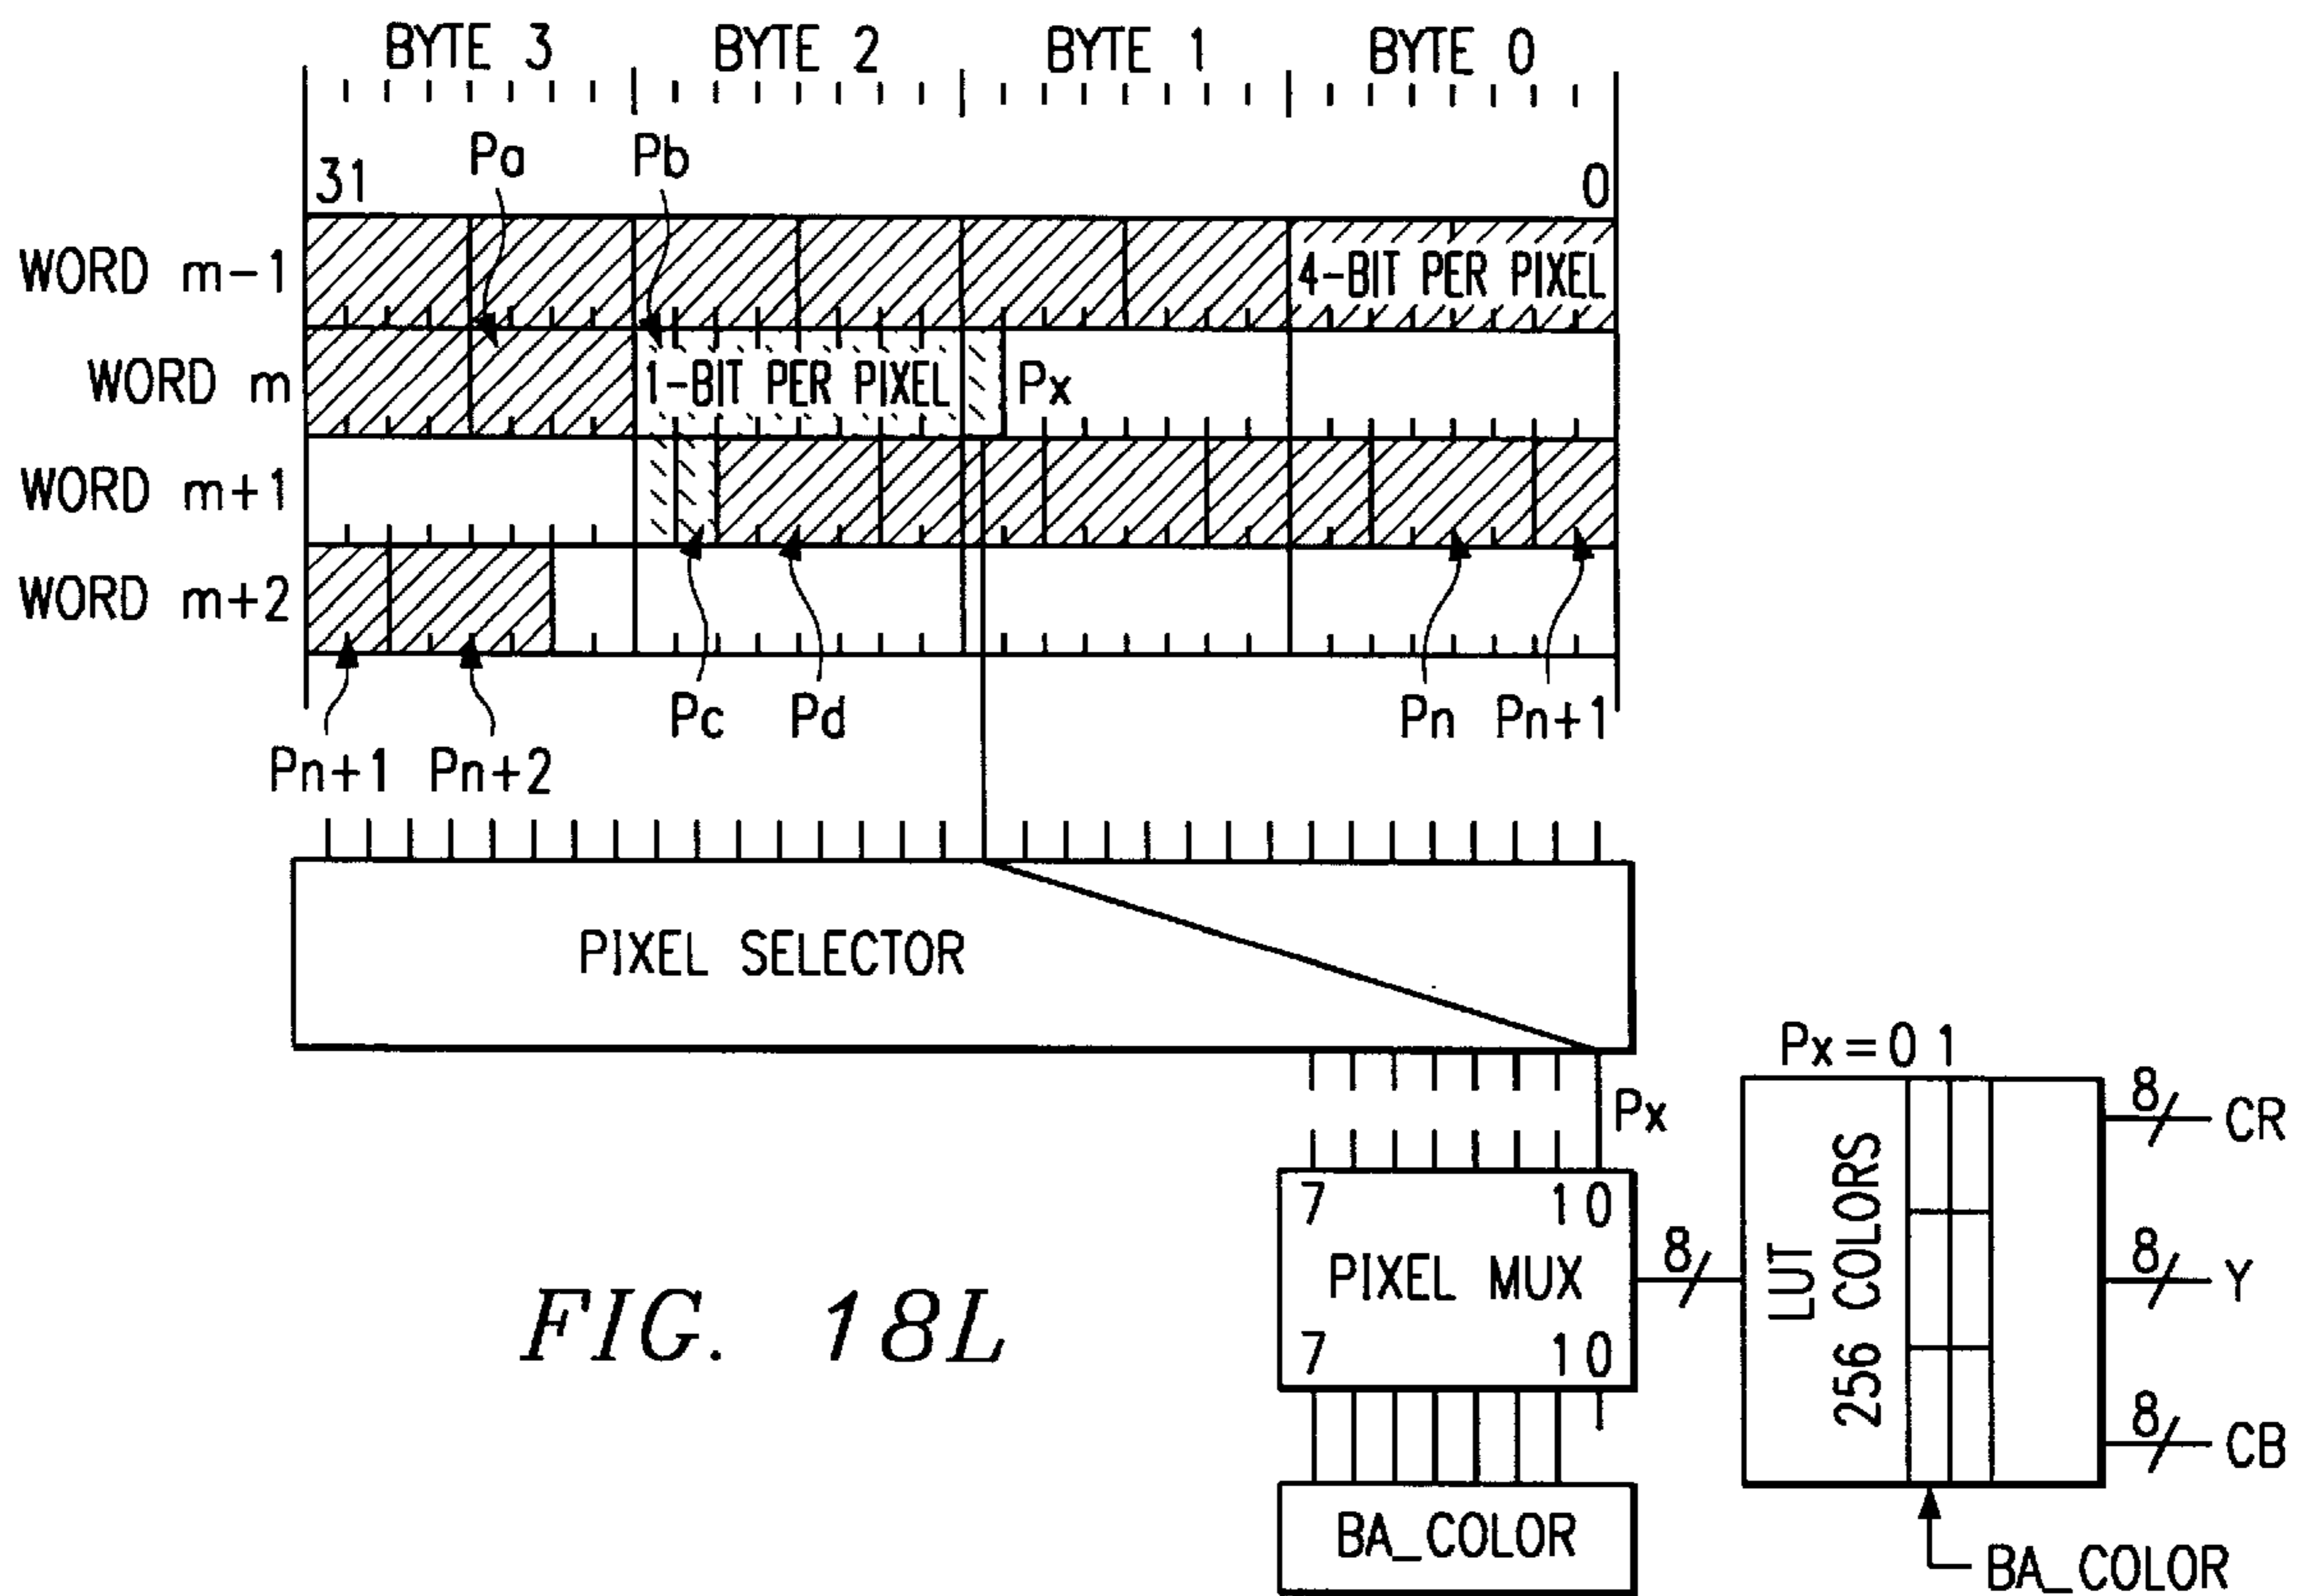 BYTE 3 BYTE 2 BYTE 1 BYTE 0
Pa Pb
31 0
WORD m-1 4-BIT PER PIXEL
WORD m 1-BIT PER PIXEL Px
WORD m+1
WORD m+2
Pc Pd Pn Pn+1
Pn+1 Pn+2
PIXEL SELECTOR
Px
Px=0 1
7 1 0
PIXEL MUX
7 1 0
8
LUT
256 COLORS
8 CR
8 Y
8 CB
BA_COLOR
BA_COLOR
FIG. 18L